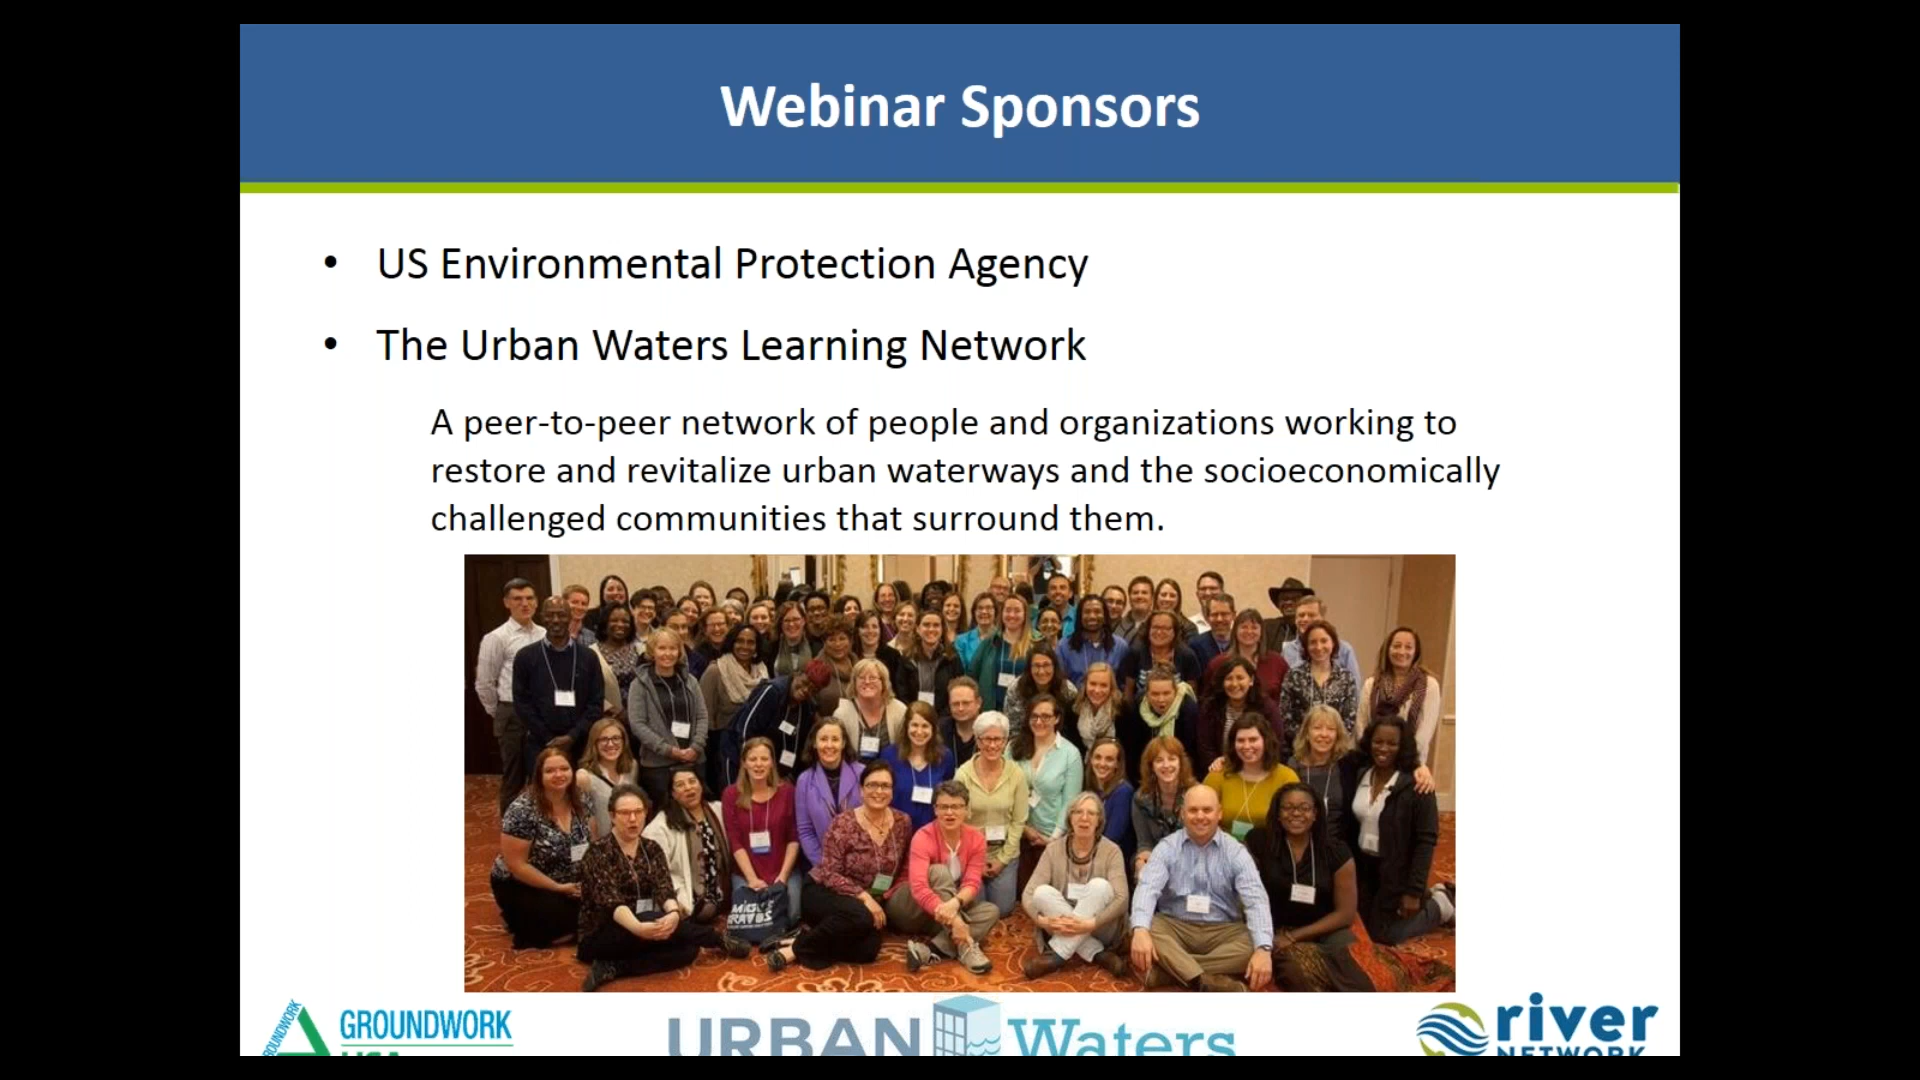 Webinar Sponsors
• US Environmental Protection Agency
• The Urban Waters Learning Network
A peer-to-peer network of people and organizations working to
restore and revitalize urban waterways and the socioeconomically
challenged communities that surround them.
GROUNDWORK
GROUNDWORK
USA
URBAN Waters
river
NETWORK